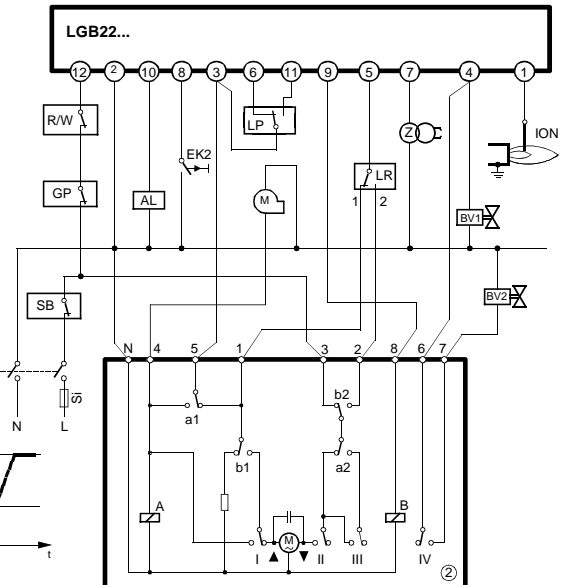 LGB22...
12 2 10 8 3 6 11 9 5 7 4 1
R/W
LP
ION
EK2
Z
GP
AL
M
LR
1 2
BV1
SB
BV2
Si
N L
N 4 5 1 3 2 8 6 7
b2
a1
b1
a2
A
B
M
~
I II III IV
t
2